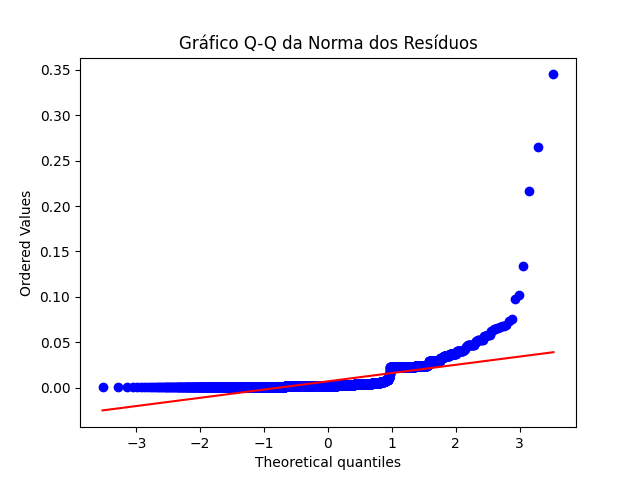 Gráfico Q-Q da Norma dos Resíduos
0.35
0.30
0.25
0.20
0.15
0.10
0.05
0.00
Ordered Values
−3 −2 −1 0 1 2 3
Theoretical quantiles